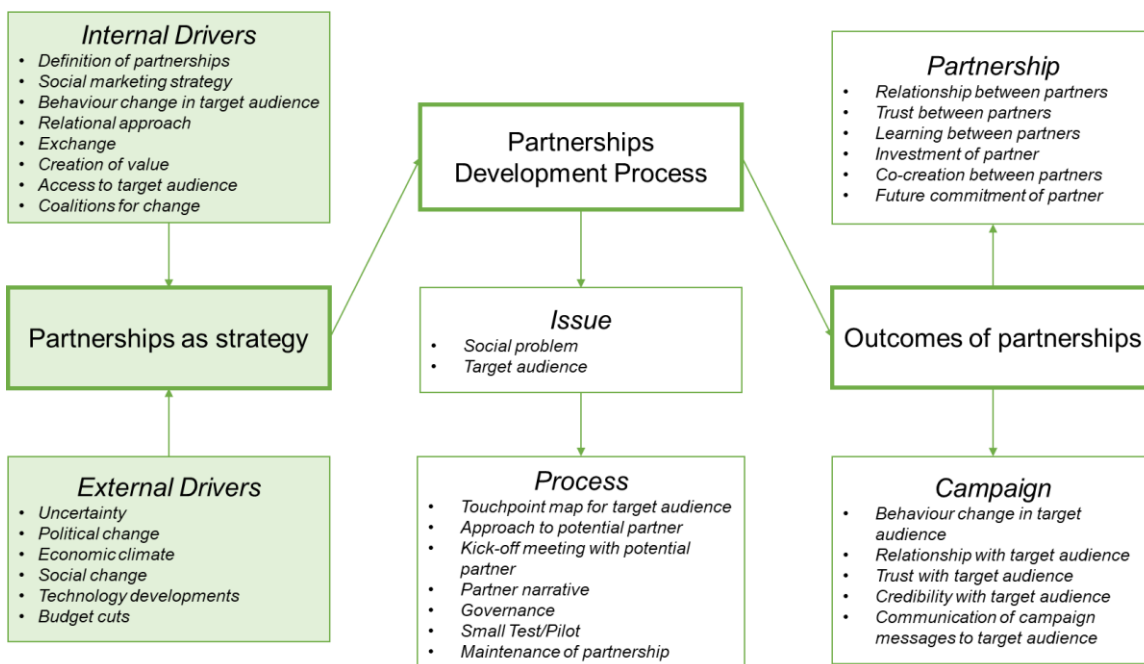 Internal Drivers
• Definition of partnerships
• Social marketing strategy
• Behaviour change in target audience
• Relational approach
• Exchange
• Creation of value
• Access to target audience
• Coalitions for change
Partnerships as strategy
External Drivers
• Uncertainty
• Political change
• Economic climate
• Social change
• Technology developments
• Budget cuts
Partnerships
Development Process
Issue
• Social problem
• Target audience
Process
• Touchpoint map for target audience
• Approach to potential partner
• Kick-off meeting with potential
partner
• Partner narrative
• Governance
• Small Test/Pilot
• Maintenance of partnership
Partnership
• Relationship between partners
• Trust between partners
• Learning between partners
• Investment of partner
• Co-creation between partners
• Future commitment of partner
Outcomes of partnerships
Campaign
• Behaviour change in target
audience
• Relationship with target audience
• Trust with target audience
• Credibility with target audience
• Communication of campaign
messages to target audience